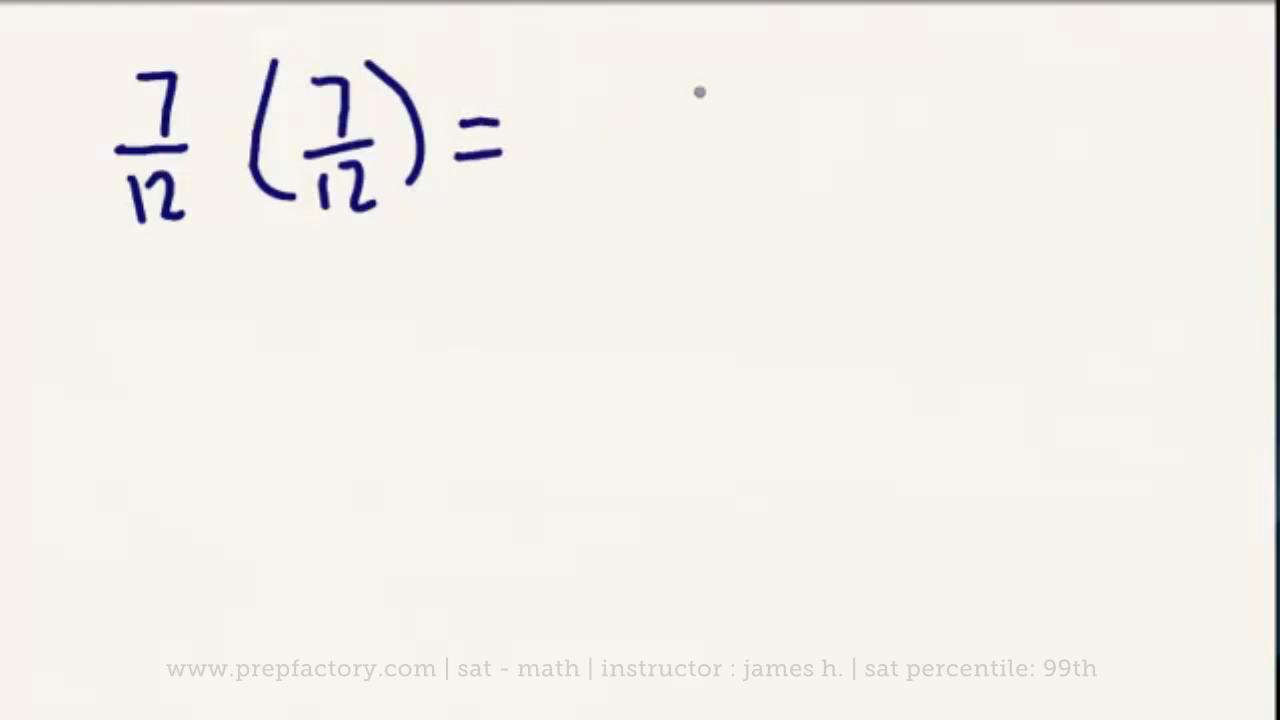 7/12 (7/12) =
www.prepfactory.com | sat - math | instructor : james h. | sat percentile: 99th